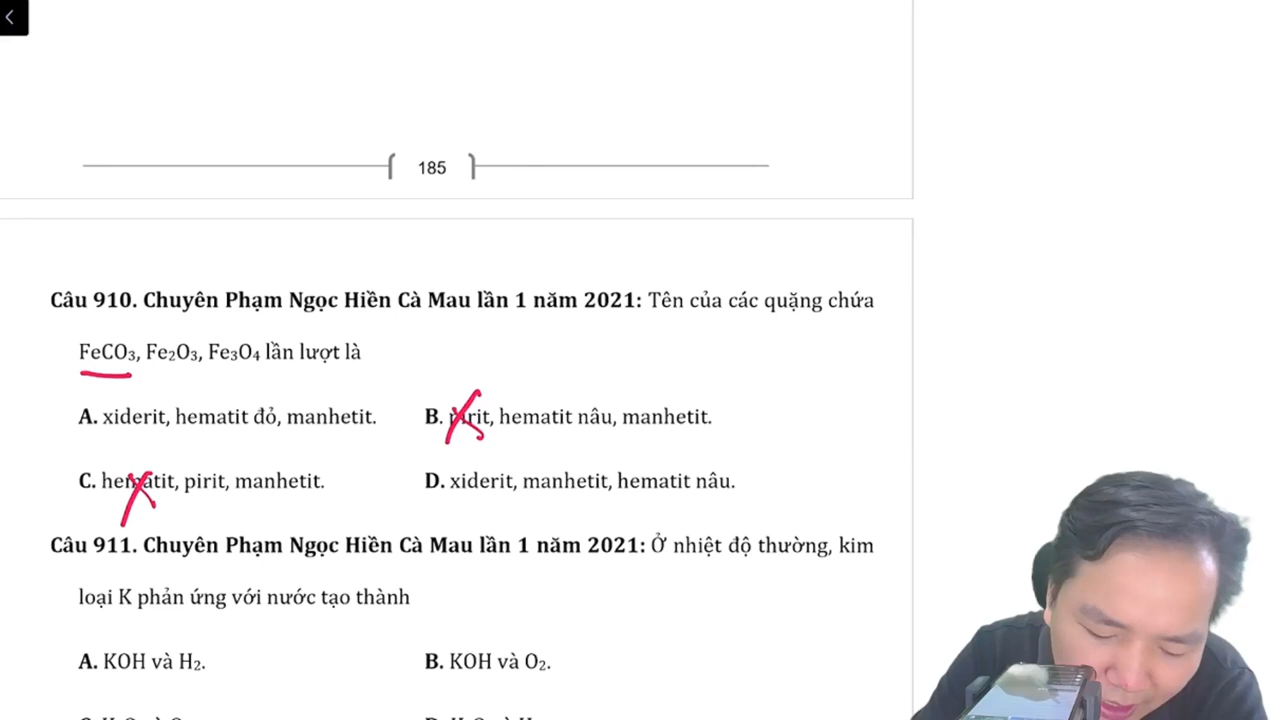 185
Câu 910. Chuyên Phạm Ngọc Hiền Cà Mau lần 1 năm 2021: Tên của các quặng chứa
FeCO₃, Fe₂O₃, Fe₃O₄ lần lượt là
A. xiderit, hematit đỏ, manhetit. B. pirit, hematit nâu, manhetit.
C. hematit, pirit, manhetit. D. xiderit, manhetit, hematit nâu.
Câu 911. Chuyên Phạm Ngọc Hiền Cà Mau lần 1 năm 2021: Ở nhiệt độ thường, kim
loại K phản ứng với nước tạo thành
A. KOH và H₂. B. KOH và O₂.